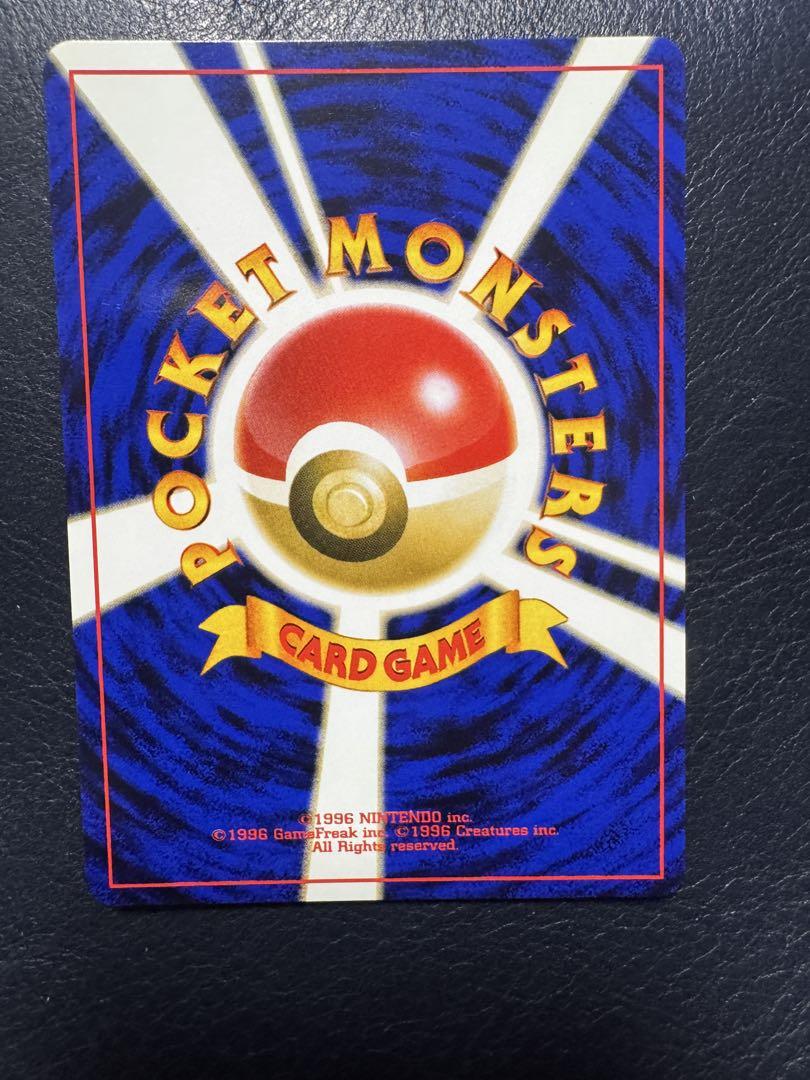 POCKET MONSTERS
CARD GAME
©1996 NINTENDO inc.
©1996 GameFreak inc. ©1996 Creatures inc.
All Rights reserved.